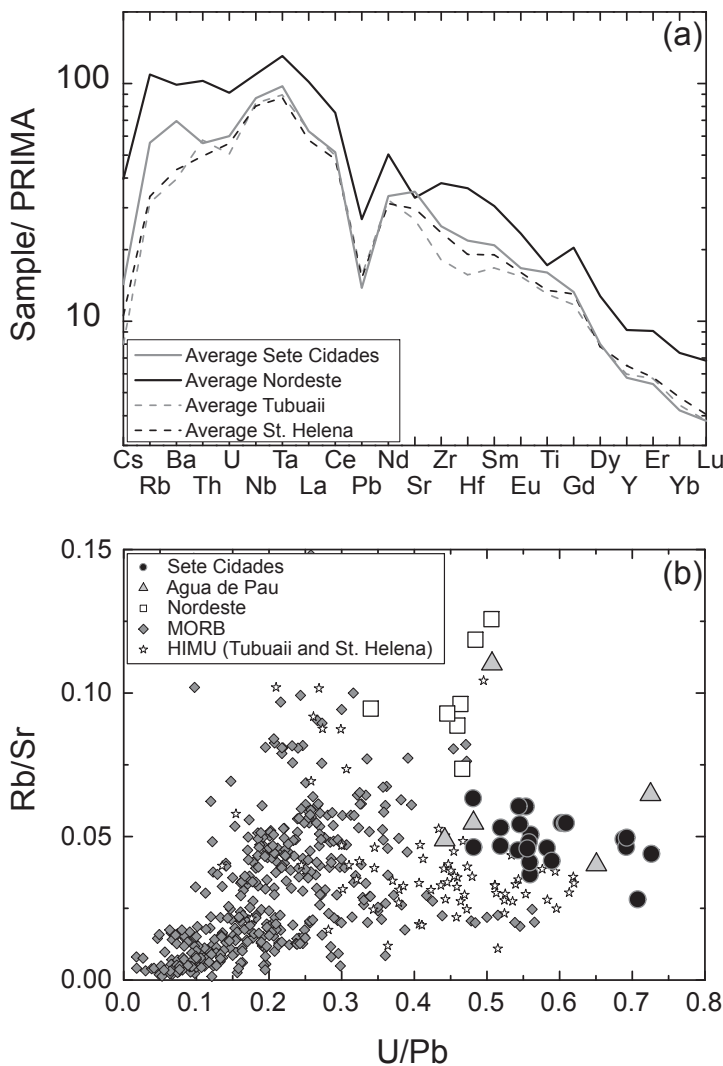 (a)
100
10
Sample/ PRIMA
Average Sete Cidades
Average Nordeste
Average Tubuaii
Average St. Helena
Cs Ba U Ta Ce Nd Zr Sm Ti Dy Er Lu
Rb Th Nb La Pb Sr Hf Eu Gd Y Yb
(b)
0.15
0.10
0.05
0.00
Rb/Sr
Sete Cidades
Agua de Pau
Nordeste
MORB
HIMU (Tubuaii and St. Helena)
0.0 0.1 0.2 0.3 0.4 0.5 0.6 0.7 0.8
U/Pb